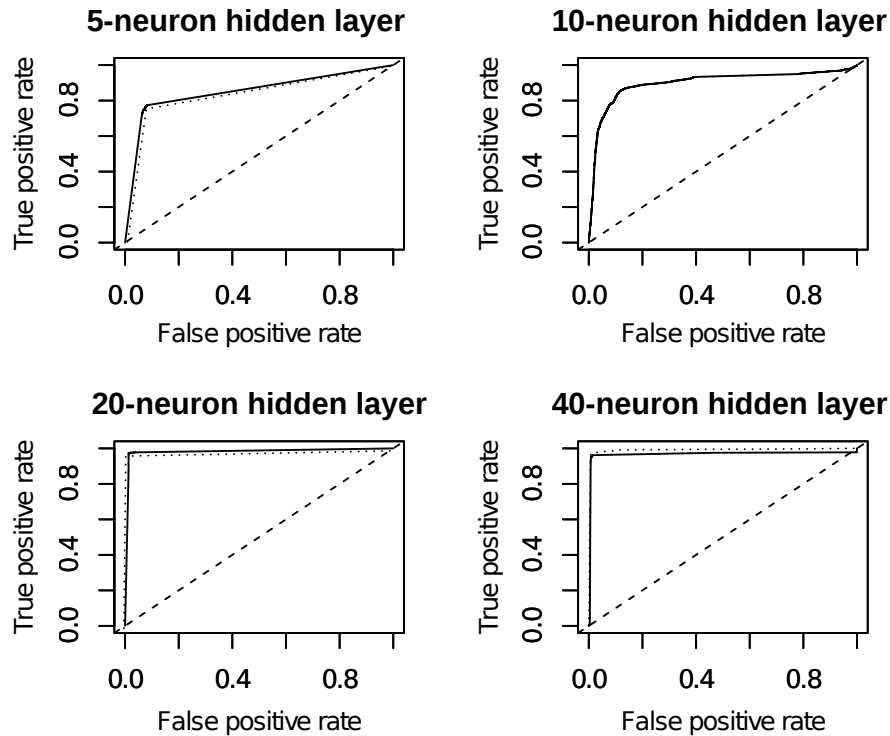 5-neuron hidden layer
True positive rate
0.0 0.4 0.8
0.0 0.4 0.8
False positive rate
10-neuron hidden layer
True positive rate
0.0 0.4 0.8
0.0 0.4 0.8
False positive rate
20-neuron hidden layer
True positive rate
0.0 0.4 0.8
0.0 0.4 0.8
False positive rate
40-neuron hidden layer
True positive rate
0.0 0.4 0.8
0.0 0.4 0.8
False positive rate